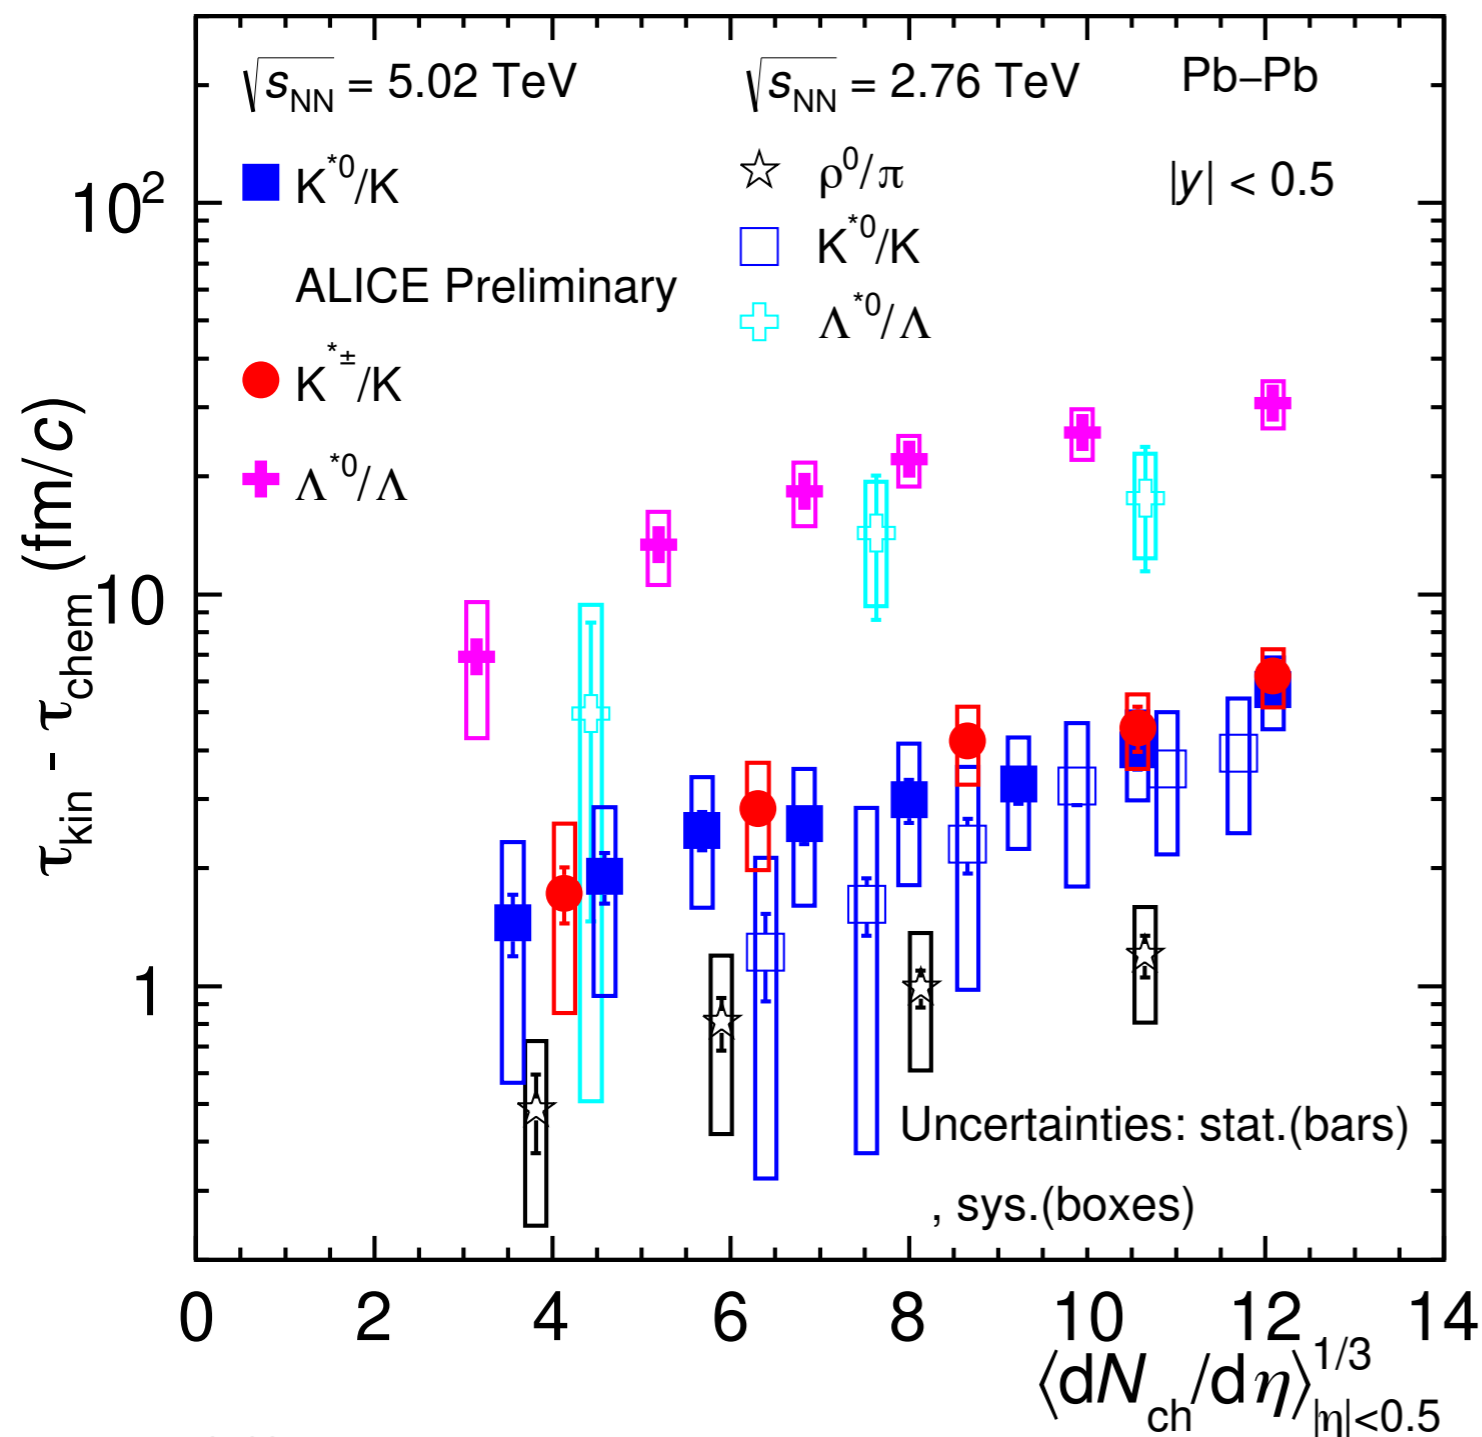 √sNN = 5.02 TeV
K*0/K
ALICE Preliminary
K*±/K
Λ*0/Λ
√sNN = 2.76 TeV
ρ0/π
K*0/K
Λ*0/Λ
Pb–Pb
|y| < 0.5
τkin - τchem (fm/c)
10²
10
1
Uncertainties: stat.(bars)
, sys.(boxes)
0 2 4 6 8 10 12 14
⟨dNch/dη⟩1/3|η|<0.5